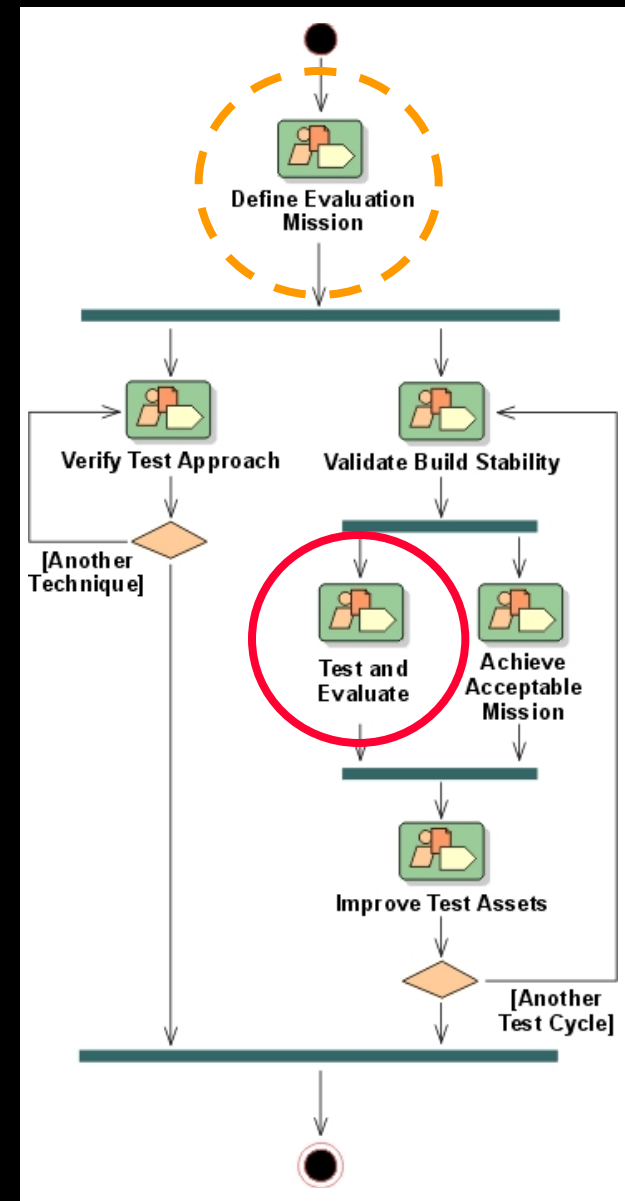 Define Evaluation
Mission
Verify Test Approach
Validate Build Stability
[Another
Technique]
Test and
Evaluate
Achieve
Acceptable
Mission
Improve Test Assets
[Another
Test Cycle]